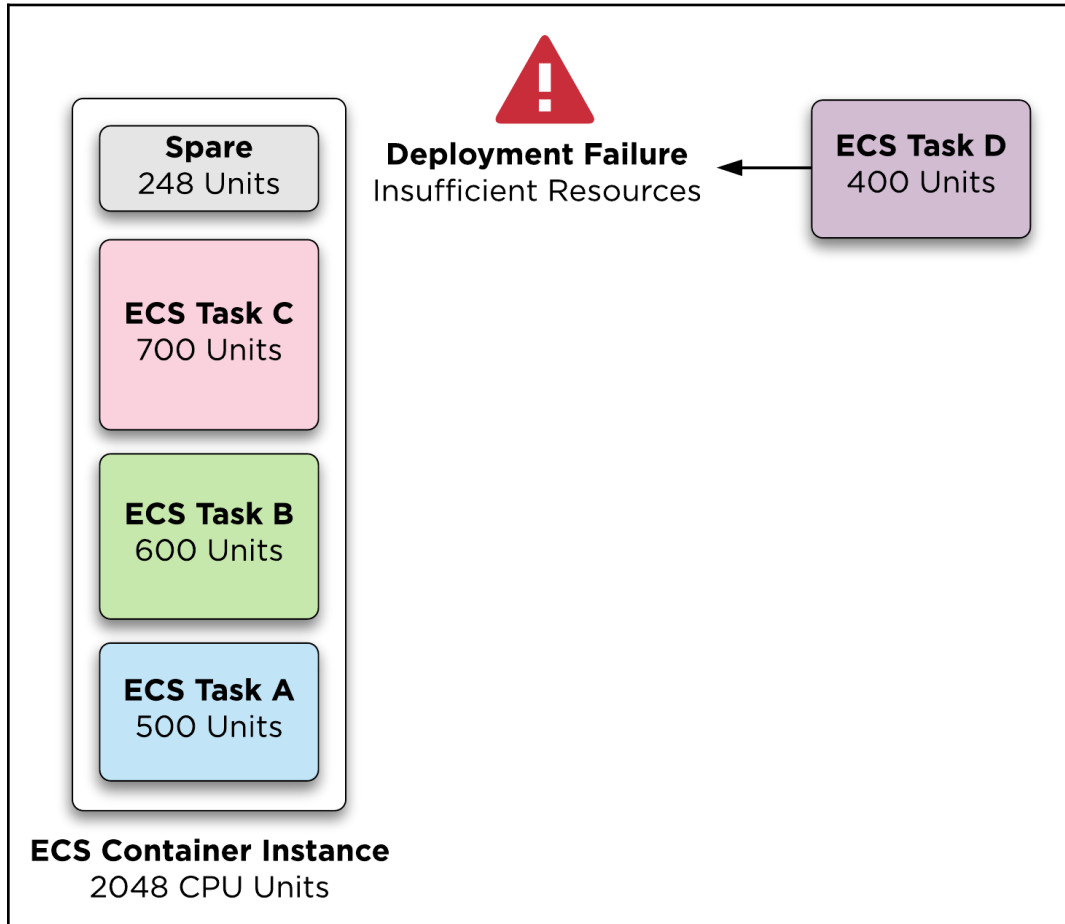 Deployment Failure
Insufficient Resources
ECS Task D
400 Units
Spare
248 Units
ECS Task C
700 Units
ECS Task B
600 Units
ECS Task A
500 Units
ECS Container Instance
2048 CPU Units